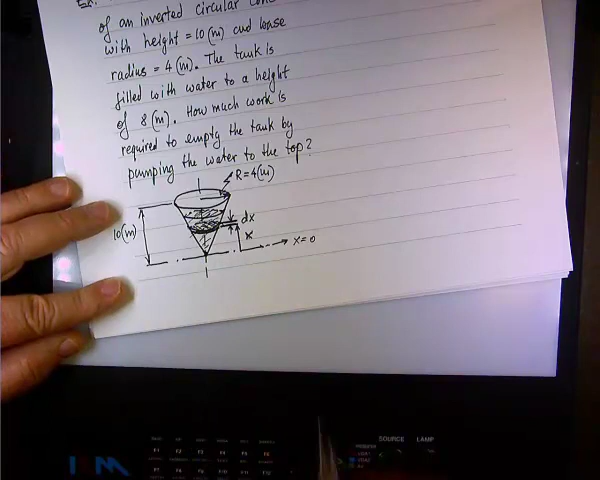 Ex.
of an inverted circular cone
with height = 10 (m) and base
radius = 4 (m). The tank is
filled with water to a height
of 8 (m). How much work is
required to empty the tank by
pumping the water to the top?
R = 4 (m)
10 (m)
dx
x
x = 0
SOURCE LAMP